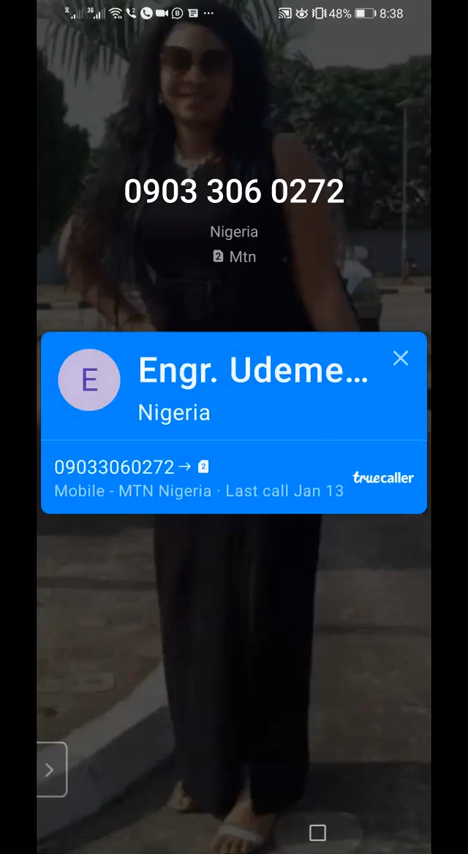 48% 8:38
0903 306 0272
Nigeria
2 Mtn
E
Engr. Udeme...
Nigeria
09033060272 → 2
Mobile - MTN Nigeria · Last call Jan 13
truecaller